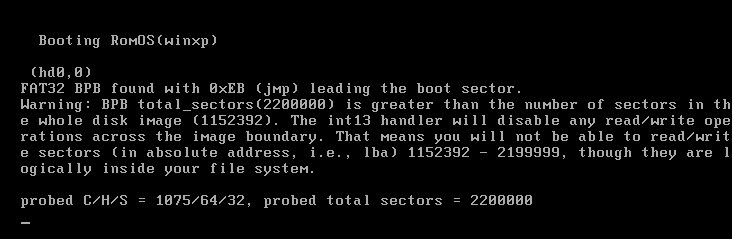 Booting RomOS(winxp)
(hd0,0)
FAT32 BPB found with 0xEB (jmp) leading the boot sector.
Warning: BPB total_sectors(2200000) is greater than the number of sectors in th
e whole disk image (1152392). The int13 handler will disable any read/write ope
rations across the image boundary. That means you will not be able to read/writ
e sectors (in absolute address, i.e., lba) 1152392 - 2199999, though they are l
ogically inside your file system.
probed C/H/S = 1075/64/32, probed total sectors = 2200000